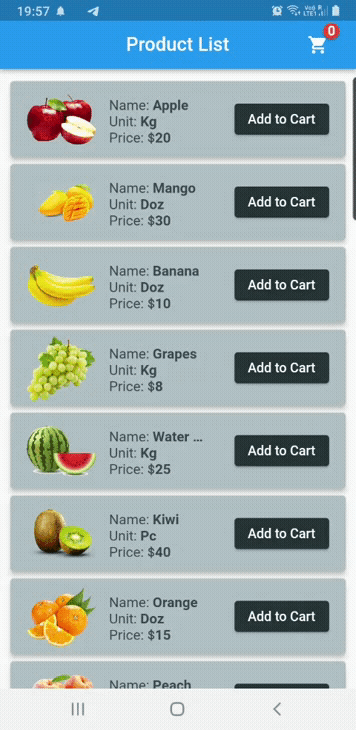 19:57
Product List
0
Name: Apple
Unit: Kg
Price: $20
Add to Cart
Name: Mango
Unit: Doz
Price: $30
Add to Cart
Name: Banana
Unit: Doz
Price: $10
Add to Cart
Name: Grapes
Unit: Kg
Price: $8
Add to Cart
Name: Water ...
Unit: Kg
Price: $25
Add to Cart
Name: Kiwi
Unit: Pc
Price: $40
Add to Cart
Name: Orange
Unit: Doz
Price: $15
Add to Cart
Name: Peach